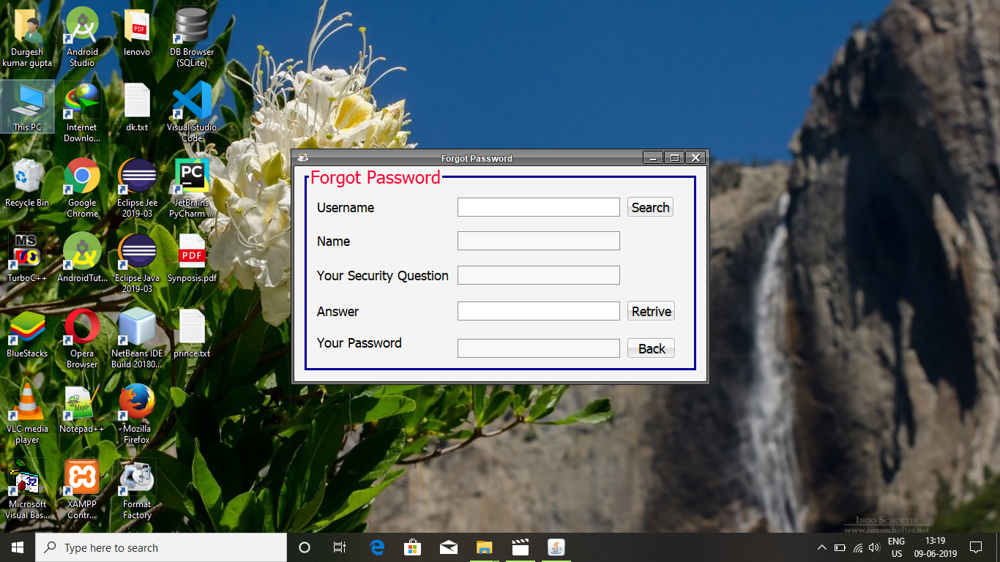 Durgesh
kumar gupta
Android
Studio
lenovo
DB Browser
(SQLite)
This PC
Internet
Downlo...
dk.txt
Visual Studio
Code
Recycle Bin
Google
Chrome
Eclipse Jee
2019-03
PC
JetBrains
PyCharm ...
MS
TurboC++
AndroidTut...
Eclipse Java
2019-03
PDF
Synposis.pdf
BlueStacks
Opera
Browser
NetBeans IDE
Build 20180...
prince.txt
VLC media
player
Notepad++
Mozilla
Firefox
Microsoft
Visual Bas...
XAMPP
Contr...
Format
Factory
Forgot Password
Forgot Password
Username
Search
Name
Your Security Question
Answer
Retrive
Your Password
Back
Ingo Scholtes
www.ingoscholtes.net
Type here to search
ENG
US
13:19
09-06-2019